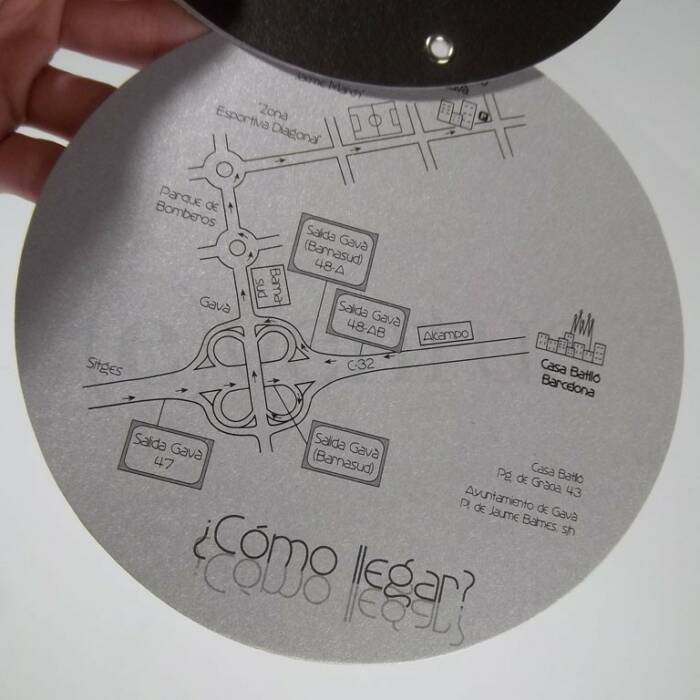 "Zona
Esportiva Diagonal"
Parque de
Bomberos
Salida Gavà
(Barnasud)
48-A
Barna
sud
Gavà
Salida Gavà
48-AB
Alcampo
C-32
Sitges
Casa Batlló
Barcelona
Salida Gavà
47
Salida Gavà
(Barnasud)
Casa Batlló
Pg. de Gràcia, 43
Ayuntamiento de Gavà
Pl. de Jaume Balmes, s/n
¿Cómo llegar?